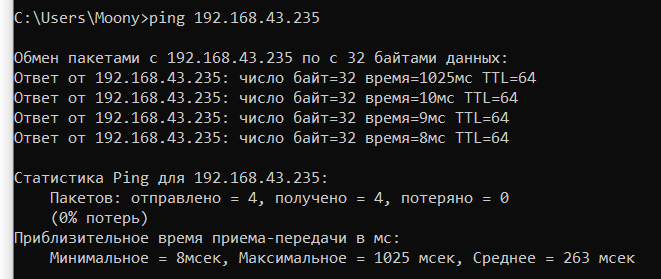 C:\Users\Moony>ping 192.168.43.235
Обмен пакетами с 192.168.43.235 по с 32 байтами данных:
Ответ от 192.168.43.235: число байт=32 время=1025мс TTL=64
Ответ от 192.168.43.235: число байт=32 время=10мс TTL=64
Ответ от 192.168.43.235: число байт=32 время=9мс TTL=64
Ответ от 192.168.43.235: число байт=32 время=8мс TTL=64
Статистика Ping для 192.168.43.235:
Пакетов: отправлено = 4, получено = 4, потеряно = 0
(0% потерь)
Приблизительное время приема-передачи в мс:
Минимальное = 8мсек, Максимальное = 1025 мсек, Среднее = 263 мсек